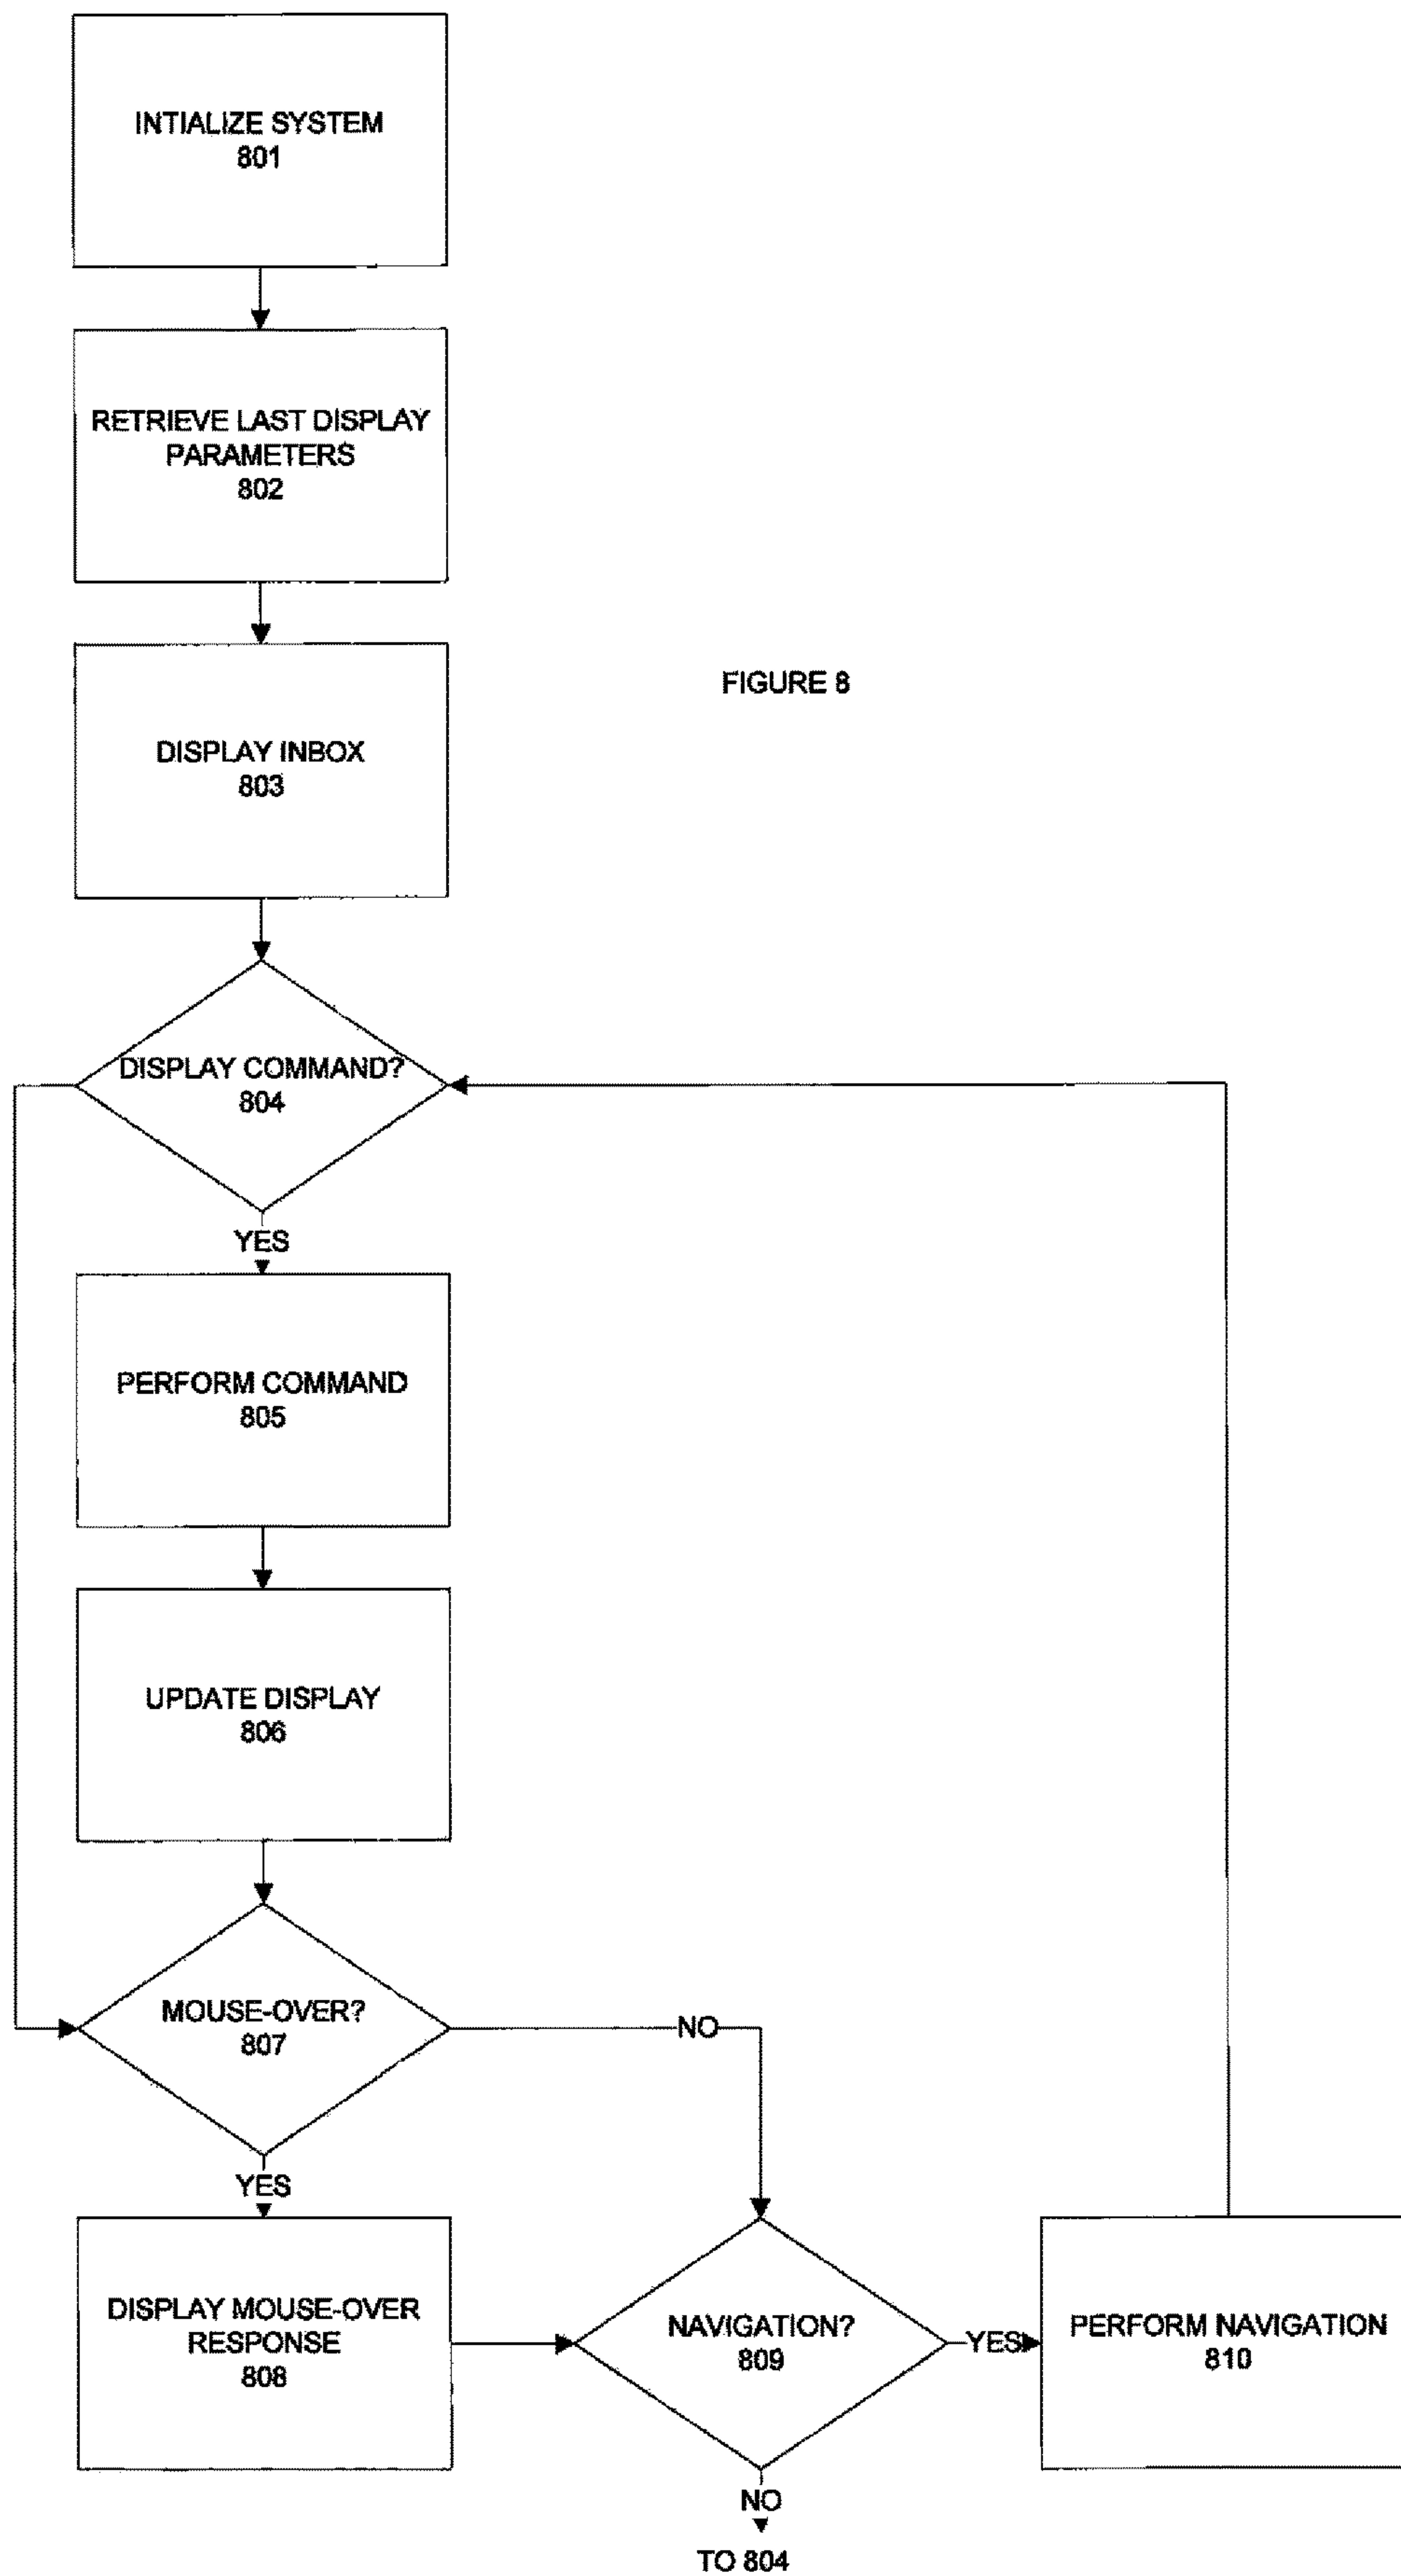 INTIALIZE SYSTEM
801
RETRIEVE LAST DISPLAY
PARAMETERS
802
FIGURE 8
DISPLAY INBOX
803
DISPLAY COMMAND?
804
YES
PERFORM COMMAND
805
UPDATE DISPLAY
806
MOUSE-OVER?
807
NO
YES
DISPLAY MOUSE-OVER
RESPONSE
808
NAVIGATION?
809
YES
PERFORM NAVIGATION
810
NO
TO 804